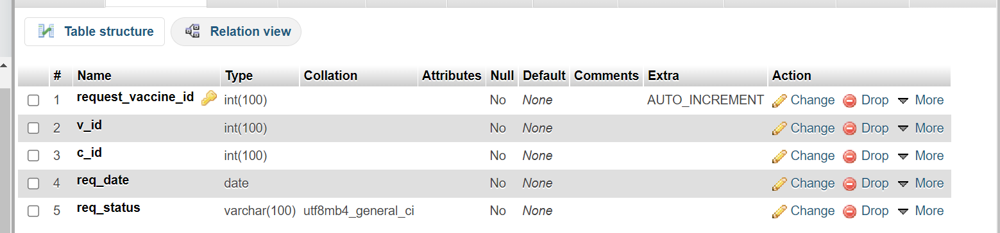 Table structure Relation view
# Name Type Collation Attributes Null Default Comments Extra Action
1 request_vaccine_id int(100) No None AUTO_INCREMENT Change Drop More
2 v_id int(100) No None Change Drop More
3 c_id int(100) No None Change Drop More
4 req_date date No None Change Drop More
5 req_status varchar(100) utf8mb4_general_ci No None Change Drop More